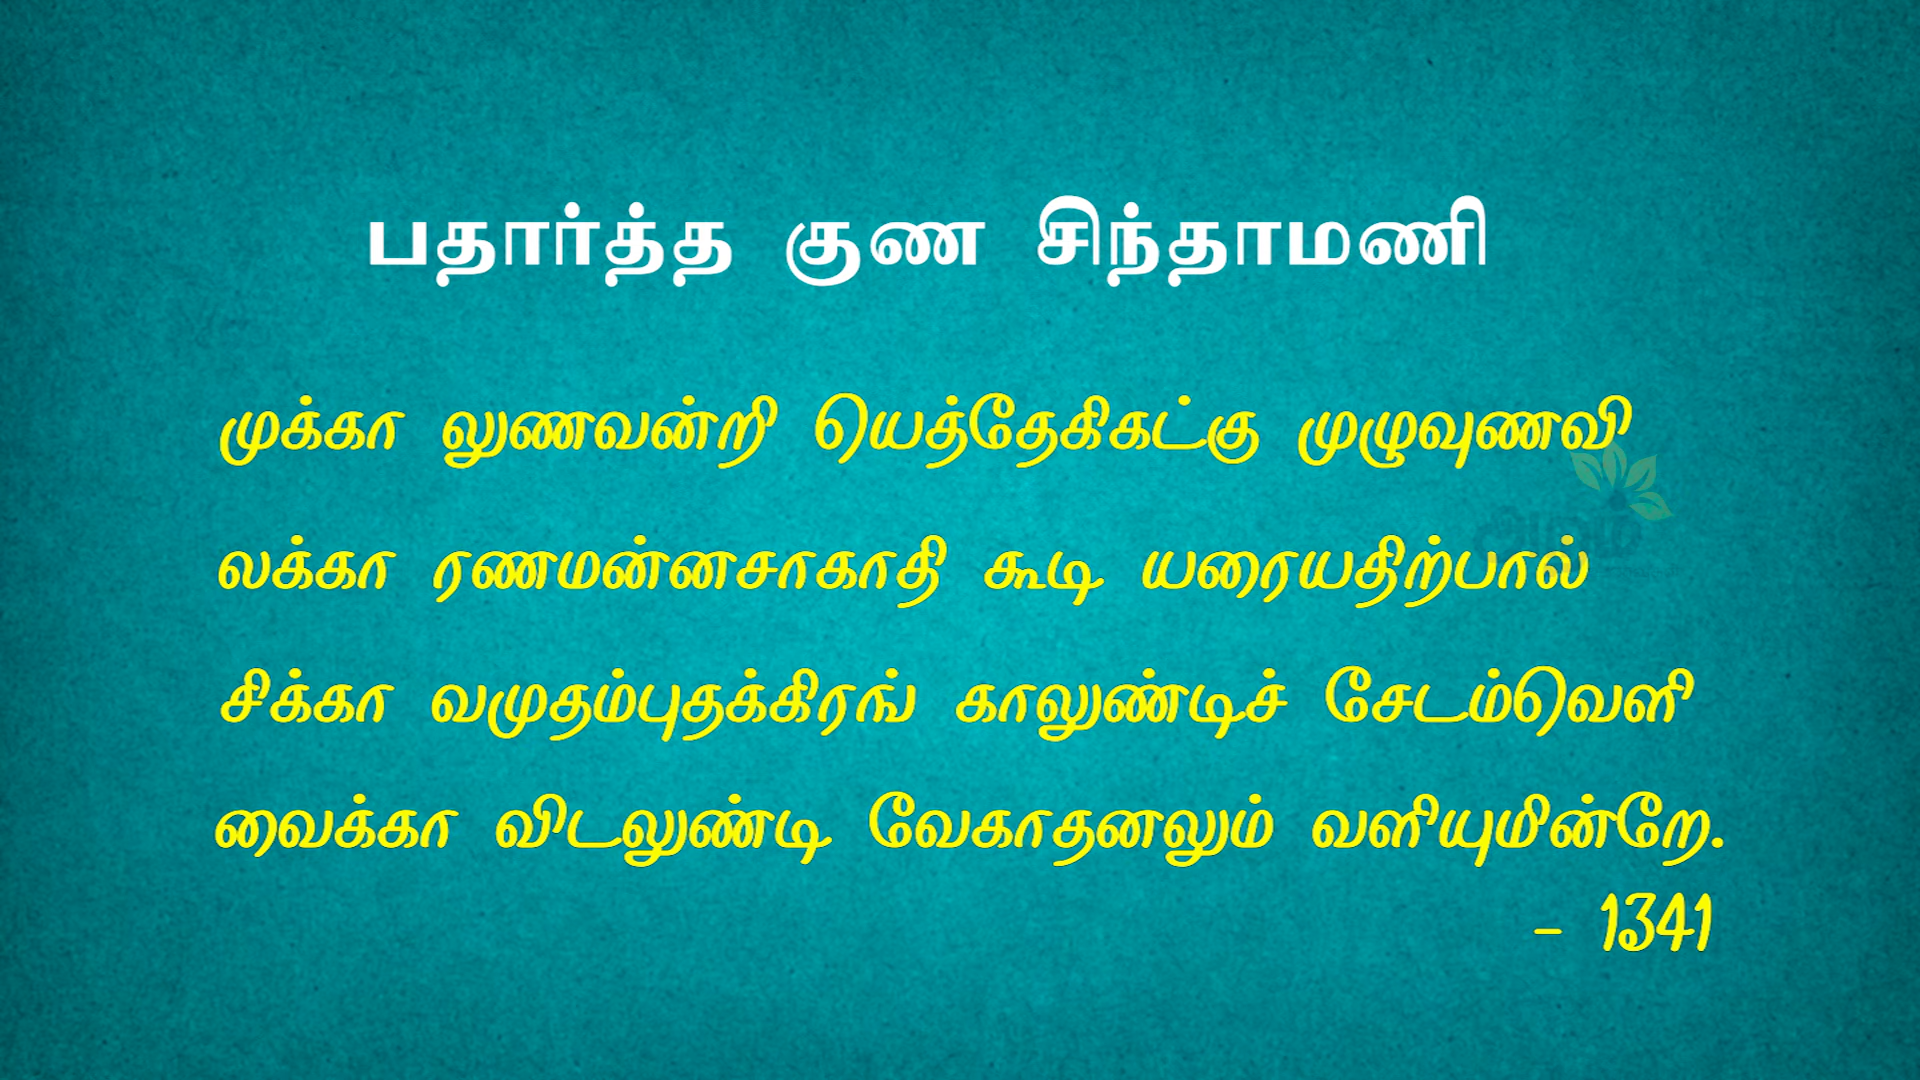 பதார்த்த குண சிந்தாமணி
முக்கா லுணவன்றி யெத்தேகிகட்கு முழுவுணவி
லக்கா ரணமன்னசாகாதி கூடி யரையதிற்பால்
சிக்கா வமுதம்புதக்கிரங் காலுண்டிச் சேடம்வெளி
வைக்கா விடலுண்டி வேகாதனலும் வளியுமின்றே.
- 1341